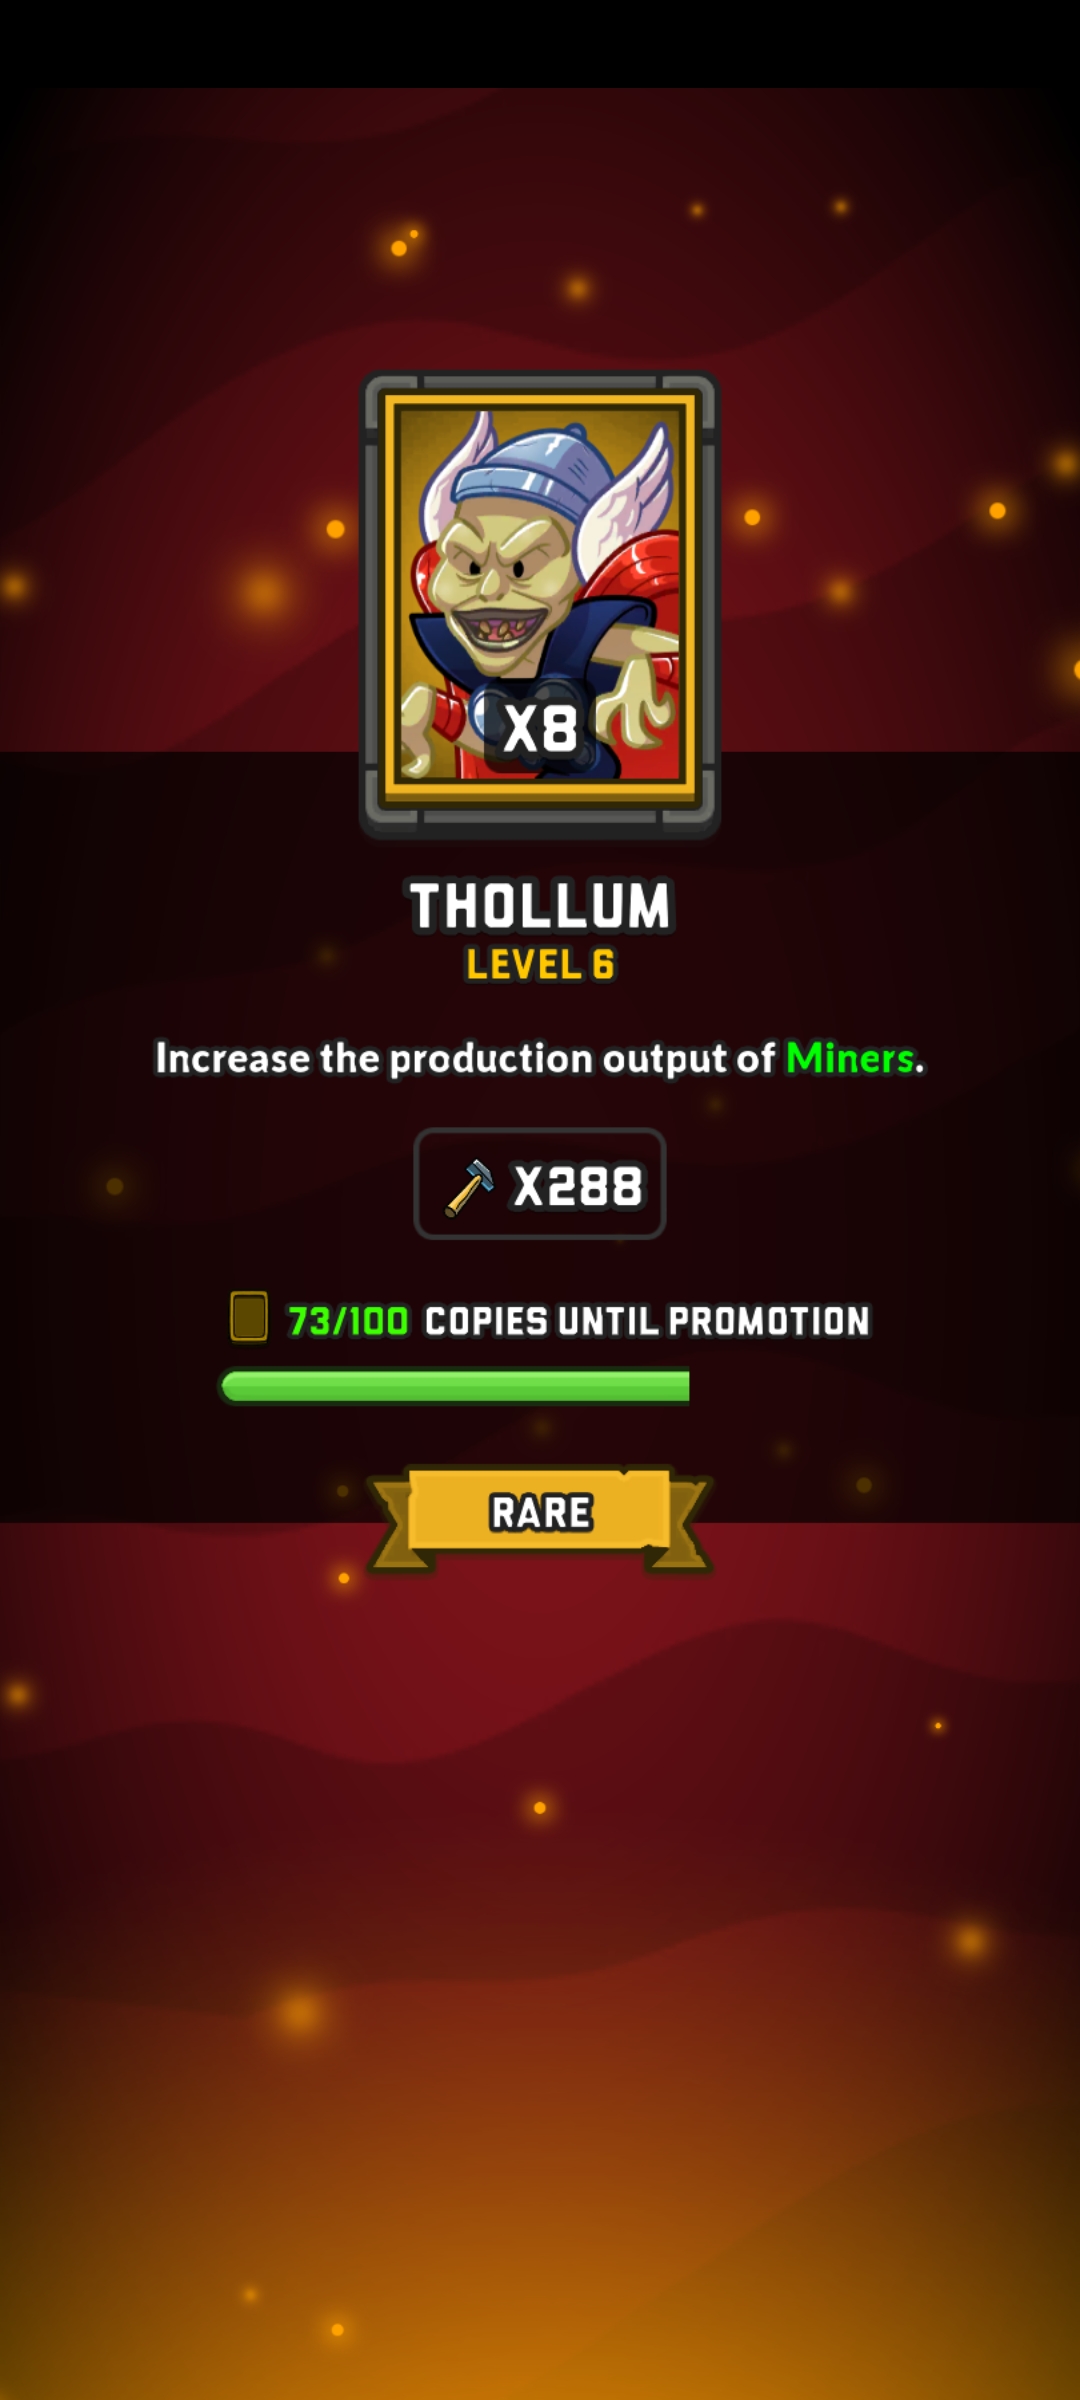 X8
THOLLUM
LEVEL 6
Increase the production output of Miners.
X288
73/100 COPIES UNTIL PROMOTION
RARE